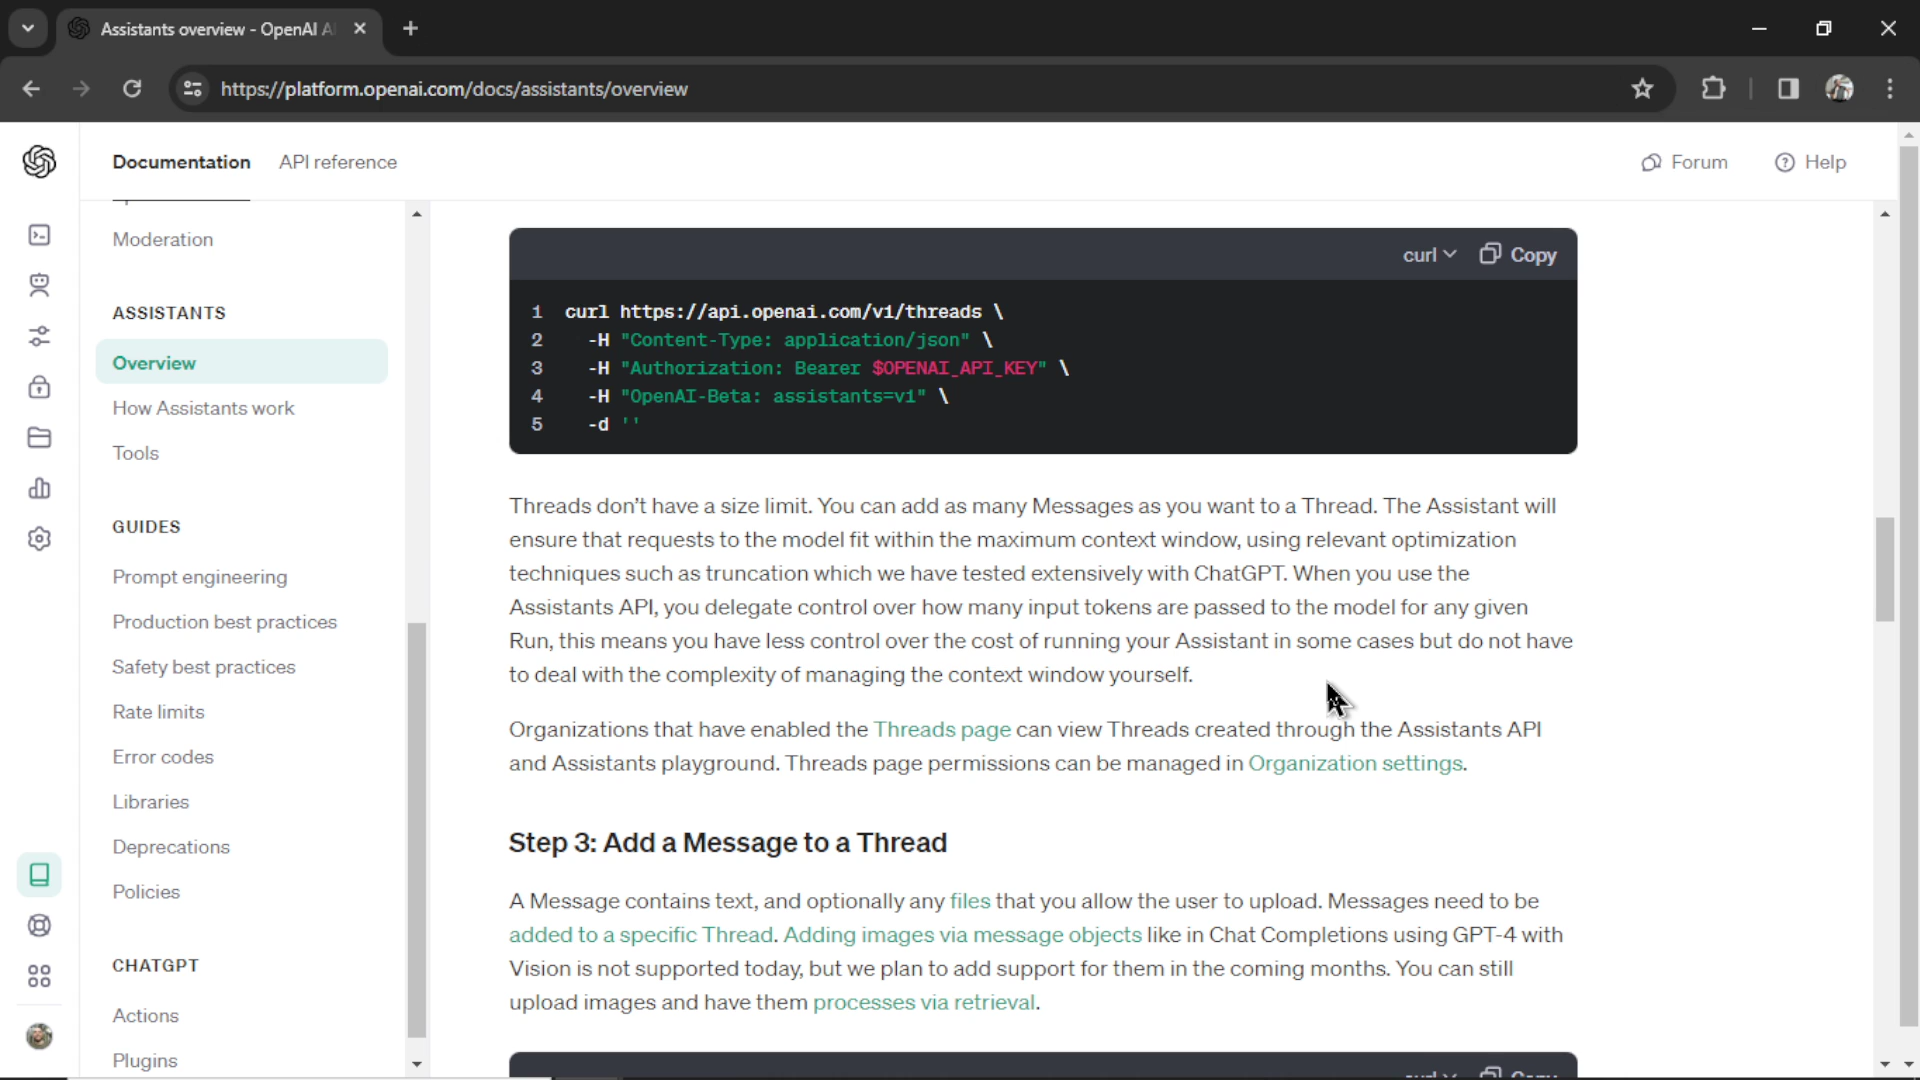 Assistants overview - OpenAI A
https://platform.openai.com/docs/assistants/overview
Documentation
API reference
Forum
Help
Moderation
ASSISTANTS
Overview
How Assistants work
Tools
GUIDES
Prompt engineering
Production best practices
Safety best practices
Rate limits
Error codes
Libraries
Deprecations
Policies
CHATGPT
Actions
Plugins
curl Copy
1 curl https://api.openai.com/v1/threads \
2 -H "Content-Type: application/json" \
3 -H "Authorization: Bearer $OPENAI_API_KEY" \
4 -H "OpenAI-Beta: assistants=v1" \
5 -d ''
Threads don't have a size limit. You can add as many Messages as you want to a Thread. The Assistant will
ensure that requests to the model fit within the maximum context window, using relevant optimization
techniques such as truncation which we have tested extensively with ChatGPT. When you use the
Assistants API, you delegate control over how many input tokens are passed to the model for any given
Run, this means you have less control over the cost of running your Assistant in some cases but do not have
to deal with the complexity of managing the context window yourself.
Organizations that have enabled the Threads page can view Threads created through the Assistants API
and Assistants playground. Threads page permissions can be managed in Organization settings.
Step 3: Add a Message to a Thread
A Message contains text, and optionally any files that you allow the user to upload. Messages need to be
added to a specific Thread. Adding images via message objects like in Chat Completions using GPT-4 with
Vision is not supported today, but we plan to add support for them in the coming months. You can still
upload images and have them processes via retrieval.